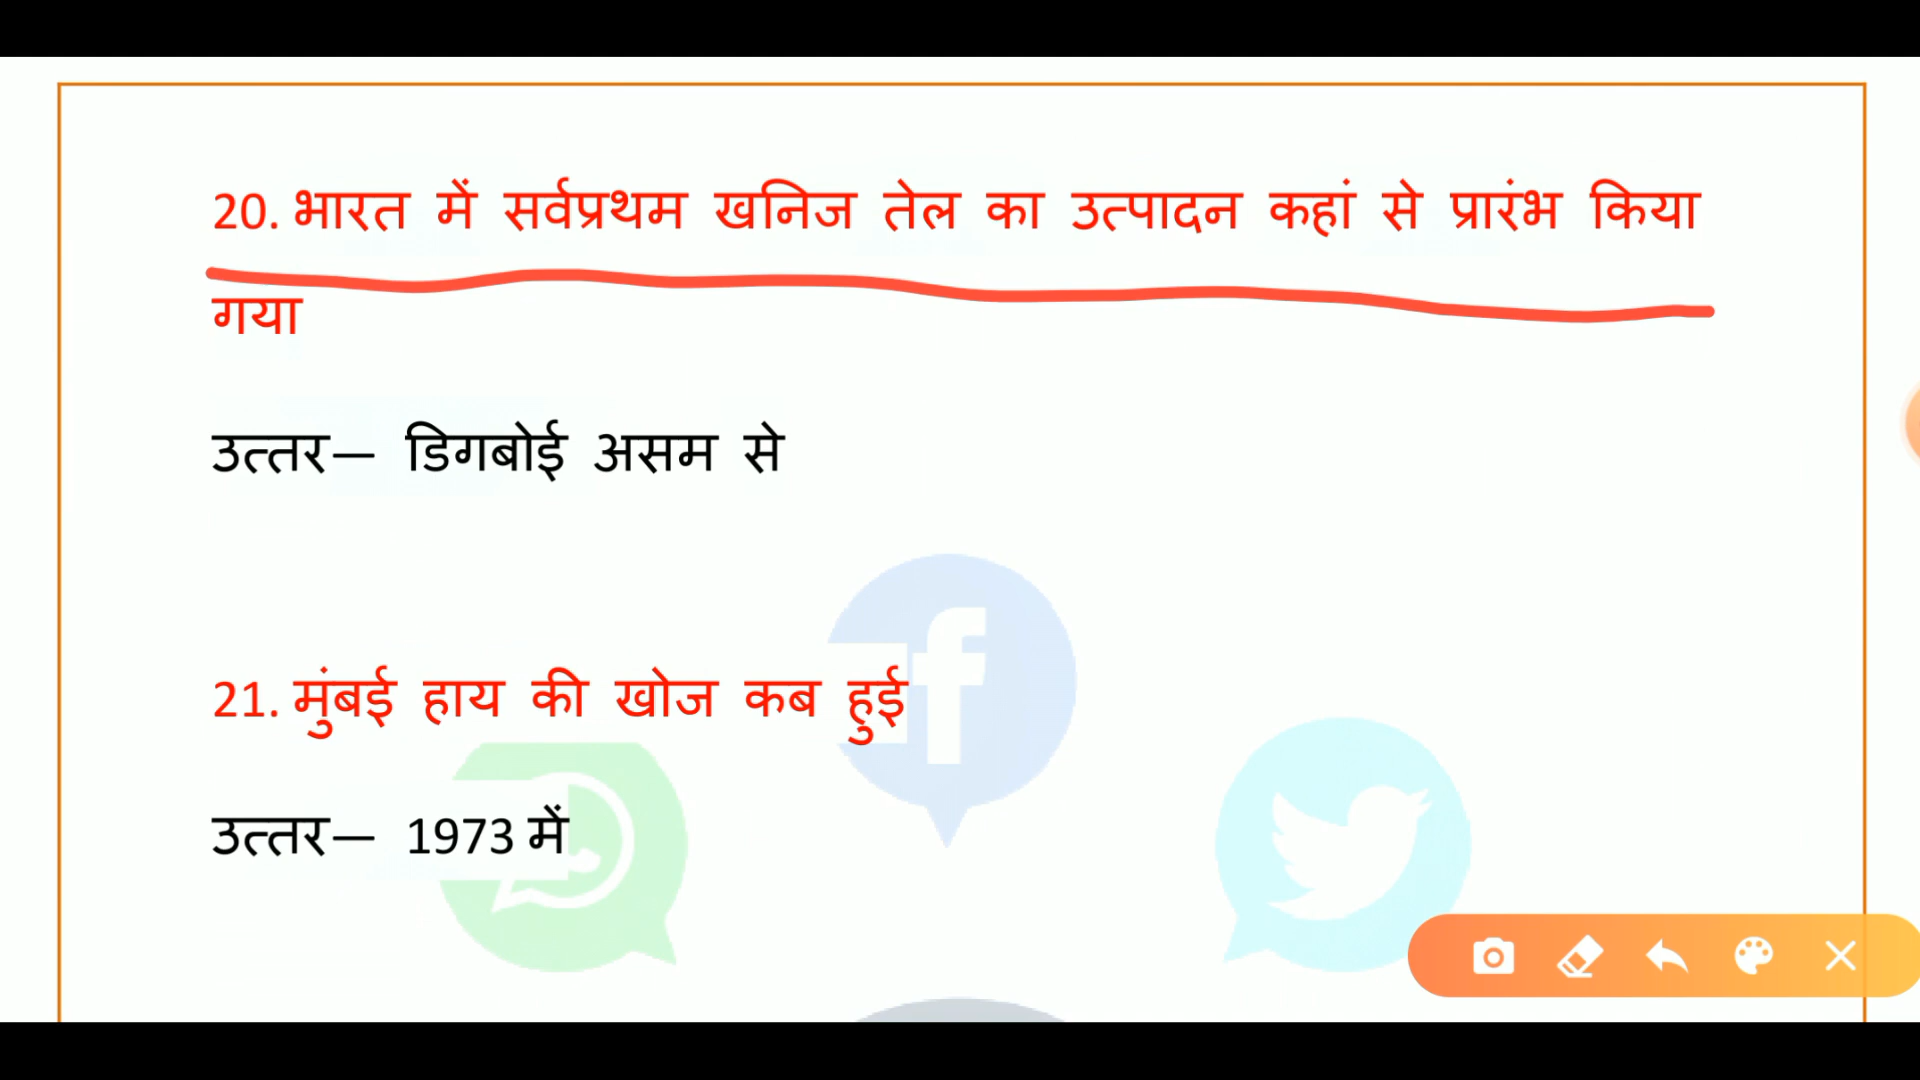 20. भारत में सर्वप्रथम खनिज तेल का उत्पादन कहां से प्रारंभ किया
गया
उत्तर— डिगबोई असम से
21. मुंबई हाय की खोज कब हुई
उत्तर— 1973 में